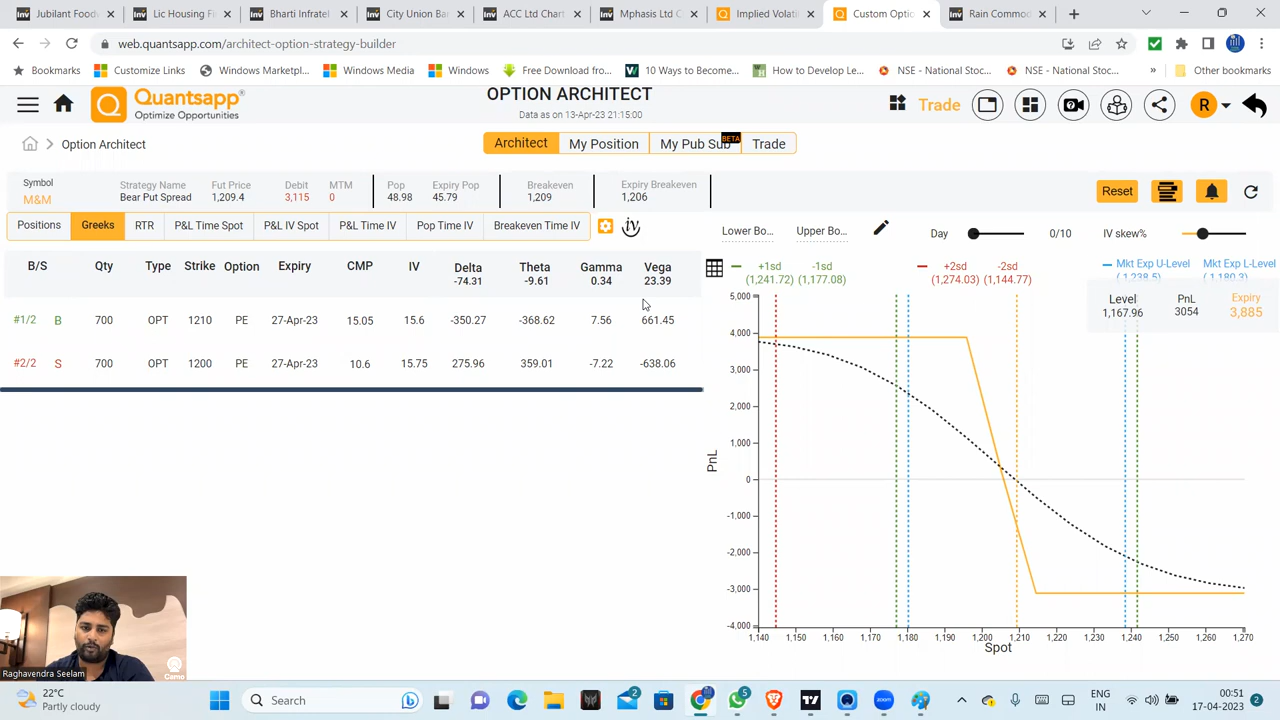 Jubilant Foodw
Lic Housing Fi
Bharti Infratel
City Union Ban
ACC Ltd Chart
Mphasis Ltd C
Implied Volati
Custom Optio
Rain Commod
web.quantsapp.com/architect-option-strategy-builder
Bookmarks
Customize Links
Windows Marketpl...
Windows Media
Windows
Free Download from...
10 Ways to Become...
How to Develop Le...
NSE - National Stoc...
NSE - National Stoc...
»
Other bookmarks
Quantsapp
Optimize Opportunities
OPTION ARCHITECT
Data as on 13-Apr-23 21:15:00
Trade
R
Option Architect
Architect
My Position
My Pub Sub
BETA
Trade
Symbol
M&M
Strategy Name
Bear Put Spread
Fut Price
1,209.4
Debit
3,115
MTM
0
Pop
48.98
Expiry Pop
45.79
Breakeven
1,209
Expiry Breakeven
1,206
Reset
Positions
Greeks
RTR
P&L Time Spot
P&L IV Spot
P&L Time IV
Pop Time IV
Breakeven Time IV
iv
Lower Bo...
Upper Bo...
Day
0/10
IV skew%
B/S Qty Type Strike Option Expiry CMP IV Delta Theta Gamma Vega
-74.31 -9.61 0.34 23.39
#1/2 B 700 OPT 1210 PE 27-Apr-23 15.05 15.6 -350.27 -368.62 7.56 661.45
#2/2 S 700 OPT 1200 PE 27-Apr-23 10.6 15.75 275.96 359.01 -7.22 -638.06
+1sd
(1,241.72)
-1sd
(1,177.08)
+2sd
(1,274.03)
-2sd
(1,144.77)
Mkt Exp U-Level
( 1,238.5)
Mkt Exp L-Level
( 1,180.3)
Level
1,167.96
PnL
3054
Expiry
3,885
5,000
4,000
3,000
2,000
1,000
0
-1,000
-2,000
-3,000
-4,000
PnL
1,140 1,150 1,160 1,170 1,180 1,190 1,200 1,210 1,220 1,230 1,240 1,250 1,260 1,270
Spot
Raghavendra Seelam
Camo
22°C
Partly cloudy
Search
2
5
ENG
IN
00:51
17-04-2023
2